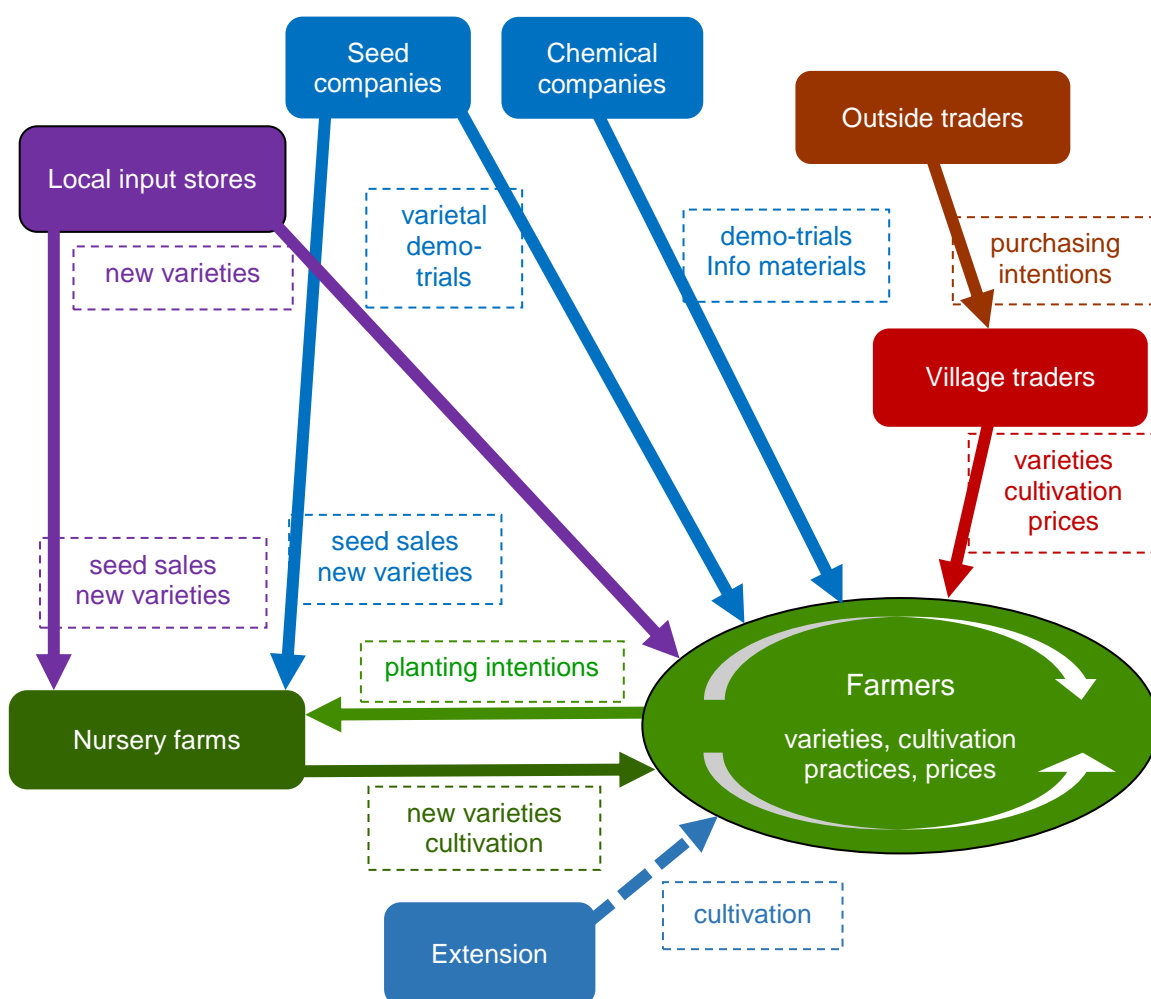 Seed
companies
Chemical
companies
Outside traders
Local input stores
varietal
demo-
trials
demo-trials
Info materials
purchasing
intentions
new varieties
Village traders
varieties
cultivation
prices
seed sales
new varieties
seed sales
new varieties
planting intentions
Farmers
varieties, cultivation
practices, prices
Nursery farms
new varieties
cultivation
cultivation
Extension